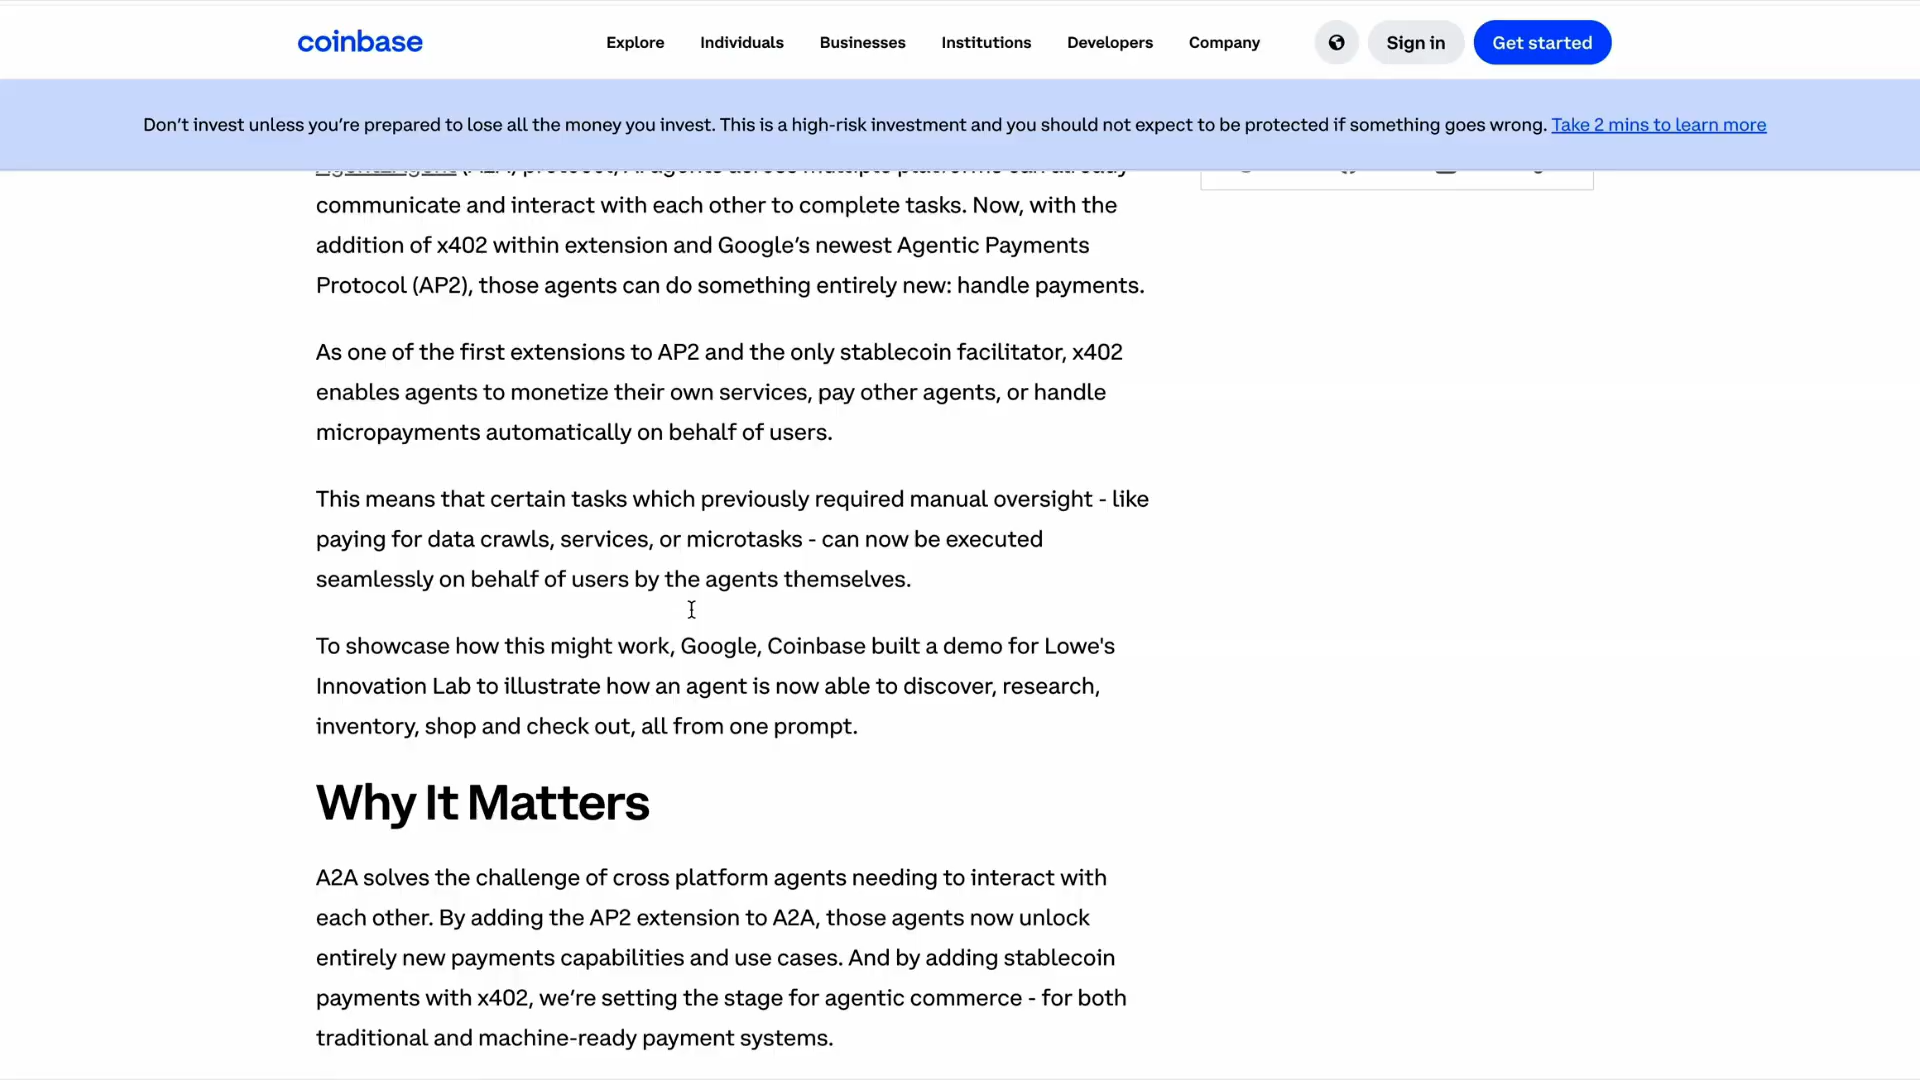 coinbase
Explore
Individuals
Businesses
Institutions
Developers
Company
Sign in
Get started
Don't invest unless you're prepared to lose all the money you invest. This is a high-risk investment and you should not expect to be protected if something goes wrong. Take 2 mins to learn more
communicate and interact with each other to complete tasks. Now, with the
addition of x402 within extension and Google's newest Agentic Payments
Protocol (AP2), those agents can do something entirely new: handle payments.
As one of the first extensions to AP2 and the only stablecoin facilitator, x402
enables agents to monetize their own services, pay other agents, or handle
micropayments automatically on behalf of users.
This means that certain tasks which previously required manual oversight - like
paying for data crawls, services, or microtasks - can now be executed
seamlessly on behalf of users by the agents themselves.
To showcase how this might work, Google, Coinbase built a demo for Lowe's
Innovation Lab to illustrate how an agent is now able to discover, research,
inventory, shop and check out, all from one prompt.
Why It Matters
A2A solves the challenge of cross platform agents needing to interact with
each other. By adding the AP2 extension to A2A, those agents now unlock
entirely new payments capabilities and use cases. And by adding stablecoin
payments with x402, we're setting the stage for agentic commerce - for both
traditional and machine-ready payment systems.